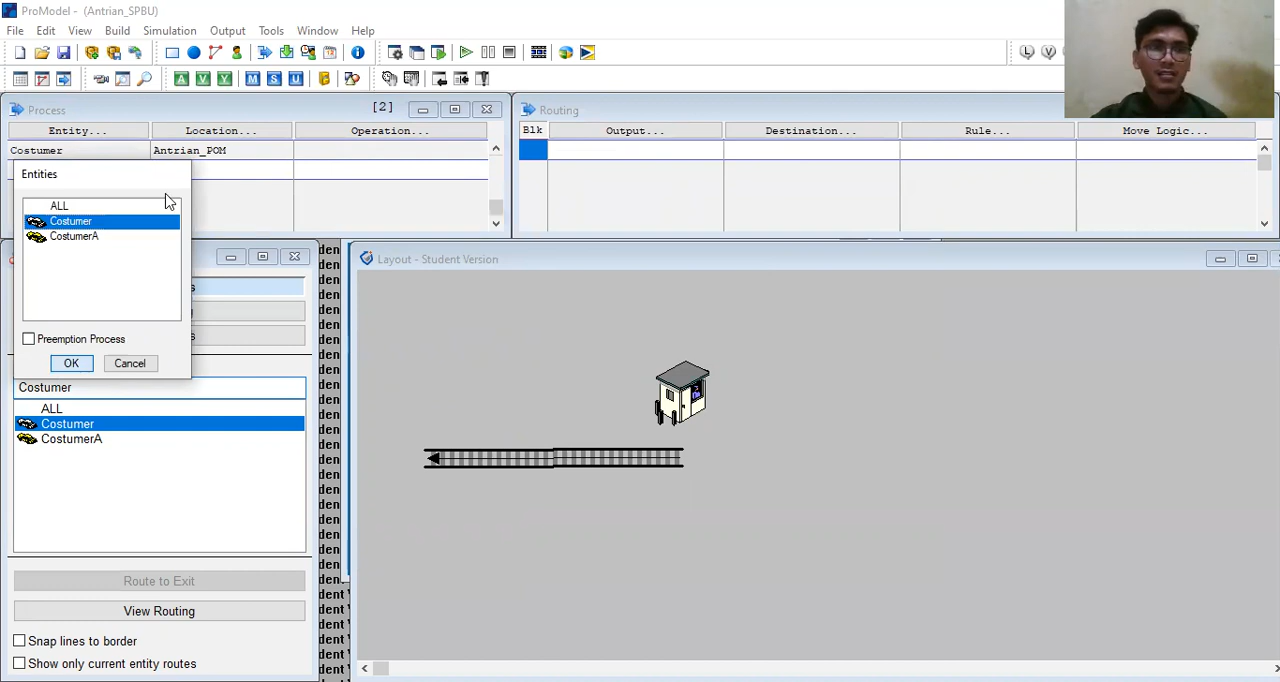 ProModel - (Antrian_SPBU)
File Edit View Build Simulation Output Tools Window Help
L V
Process [2]
Entity... Location... Operation...
Costumer Antrian_POM
Routing
Blk Output... Destination... Rule... Move Logic...
Entities
ALL
Costumer
CostumerA
Preemption Process
OK Cancel
Costumer
ALL
Costumer
CostumerA
Route to Exit
View Routing
Snap lines to border
Show only current entity routes
Layout - Student Version